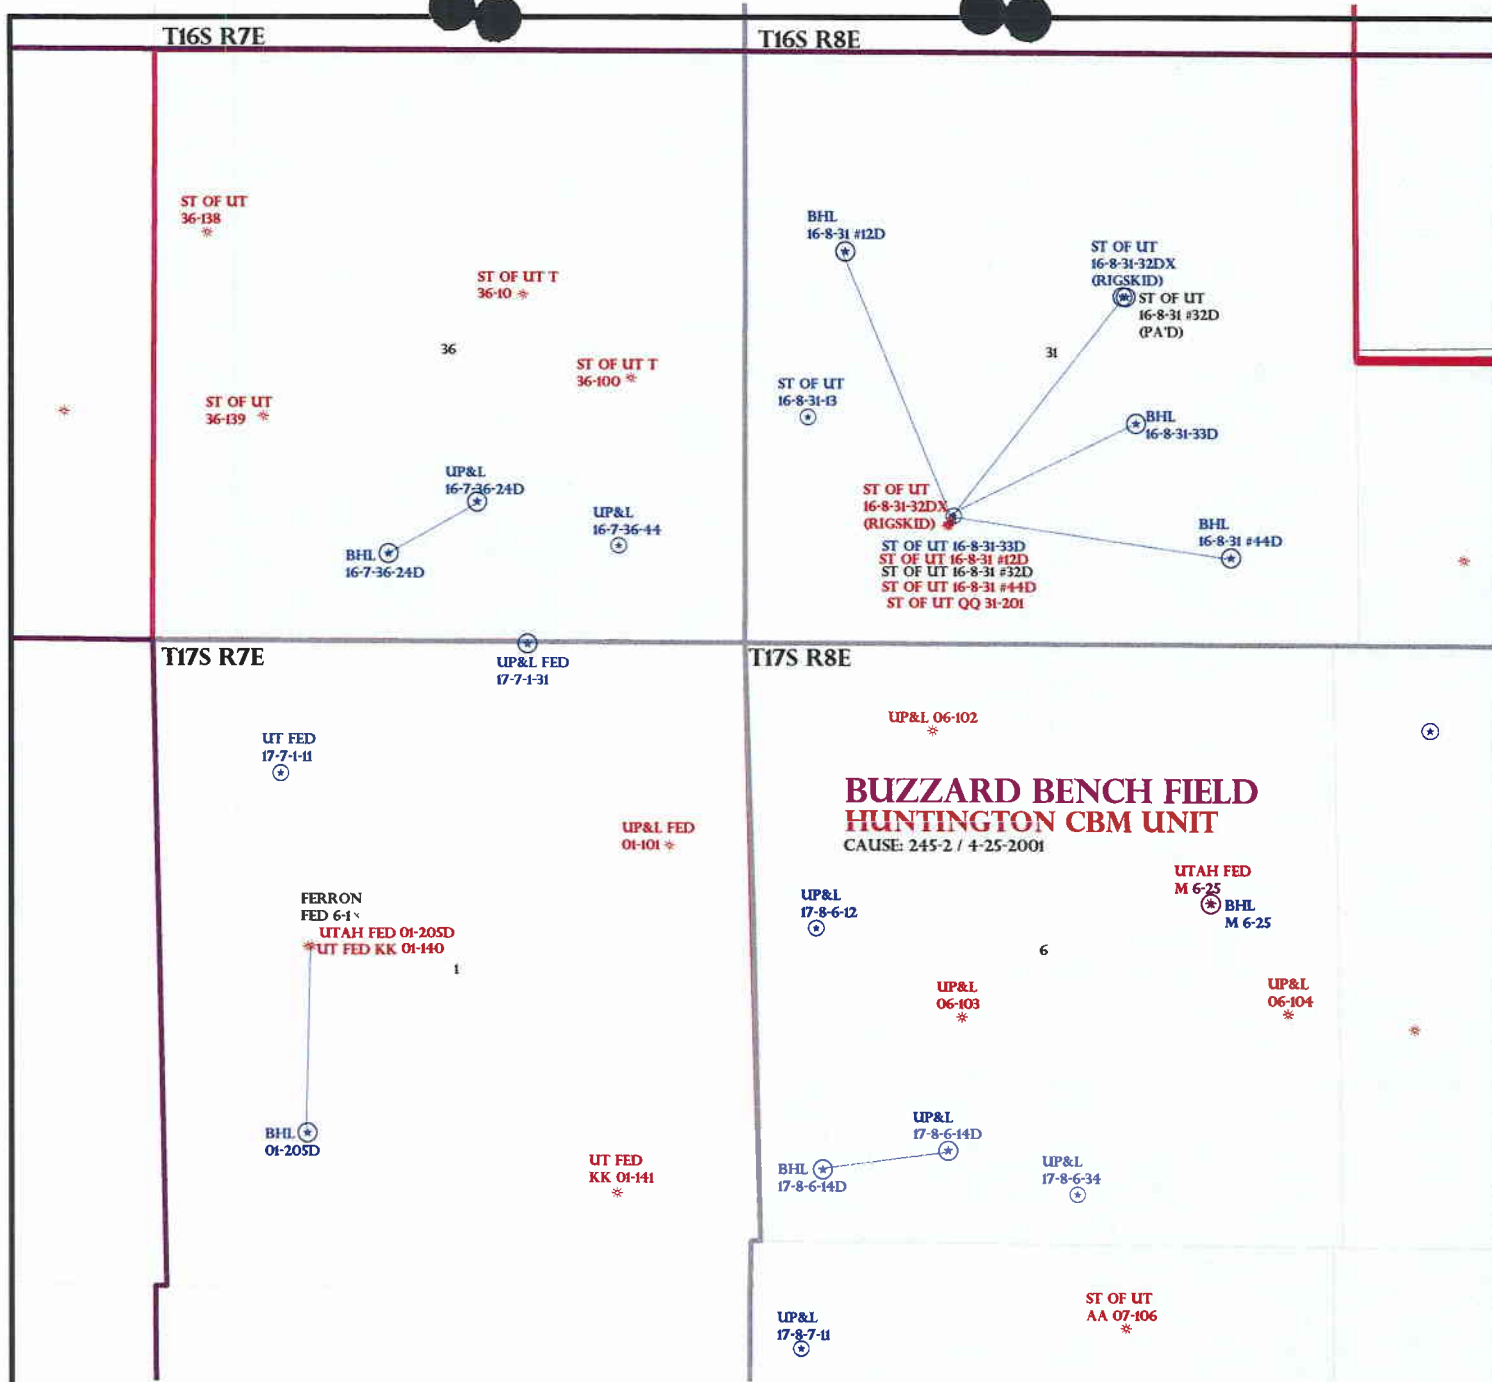 T16S R7E
T16S R8E
ST OF UT
36-138
ST OF UT T
36-10
36
ST OF UT T
36-100
ST OF UT
36-139
UP&L
16-7-36-24D
BHL
16-7-36-24D
UP&L
16-7-36-44
BHL
16-8-31 #12D
ST OF UT
16-8-31-32DX
(RIGSKID)
ST OF UT
16-8-31 #32D
(PA'D)
31
ST OF UT
16-8-31-13
BHL
16-8-31-33D
ST OF UT
16-8-31-32DX
(RIGSKID)
ST OF UT 16-8-31-33D
ST OF UT 16-8-31 #12D
ST OF UT 16-8-31 #32D
ST OF UT 16-8-31 #44D
ST OF UT QQ 31-201
BHL
16-8-31 #44D
T17S R7E
UP&L FED
17-7-1-31
T17S R8E
UT FED
17-7-1-11
UP&L FED
01-101
FERRON
FED 6-1
UTAH FED 01-205D
UT FED KK 01-140
1
BHL
01-205D
UT FED
KK 01-141
UP&L 06-102
BUZZARD BENCH FIELD
HUNTINGTON CBM UNIT
CAUSE: 245-2 / 4-25-2001
UTAH FED
M 6-25
BHL
M 6-25
UP&L
17-8-6-12
6
UP&L
06-103
UP&L
06-104
UP&L
17-8-6-14D
BHL
17-8-6-14D
UP&L
17-8-6-34
UP&L
17-8-7-11
ST OF UT
AA 07-106